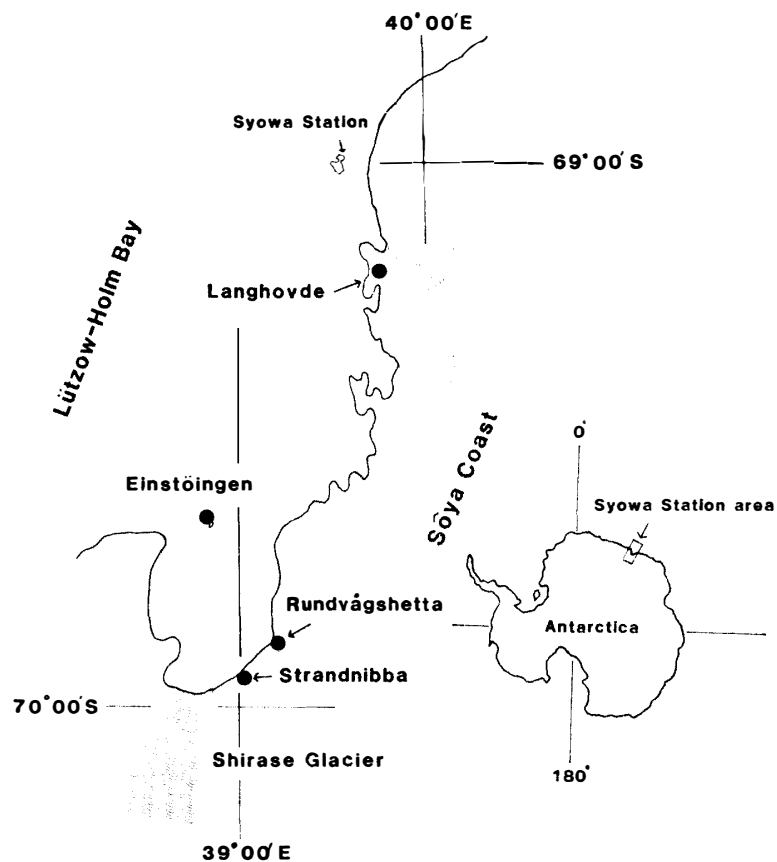 40°00'E
Syowa Station
69°00'S
Langhovde
Lützow-Holm Bay
Einstöingen
Sôya Coast
0°
Syowa Station area
Rundvågshetta
Antarctica
Strandnibba
70°00'S
Shirase Glacier
180°
39°00'E